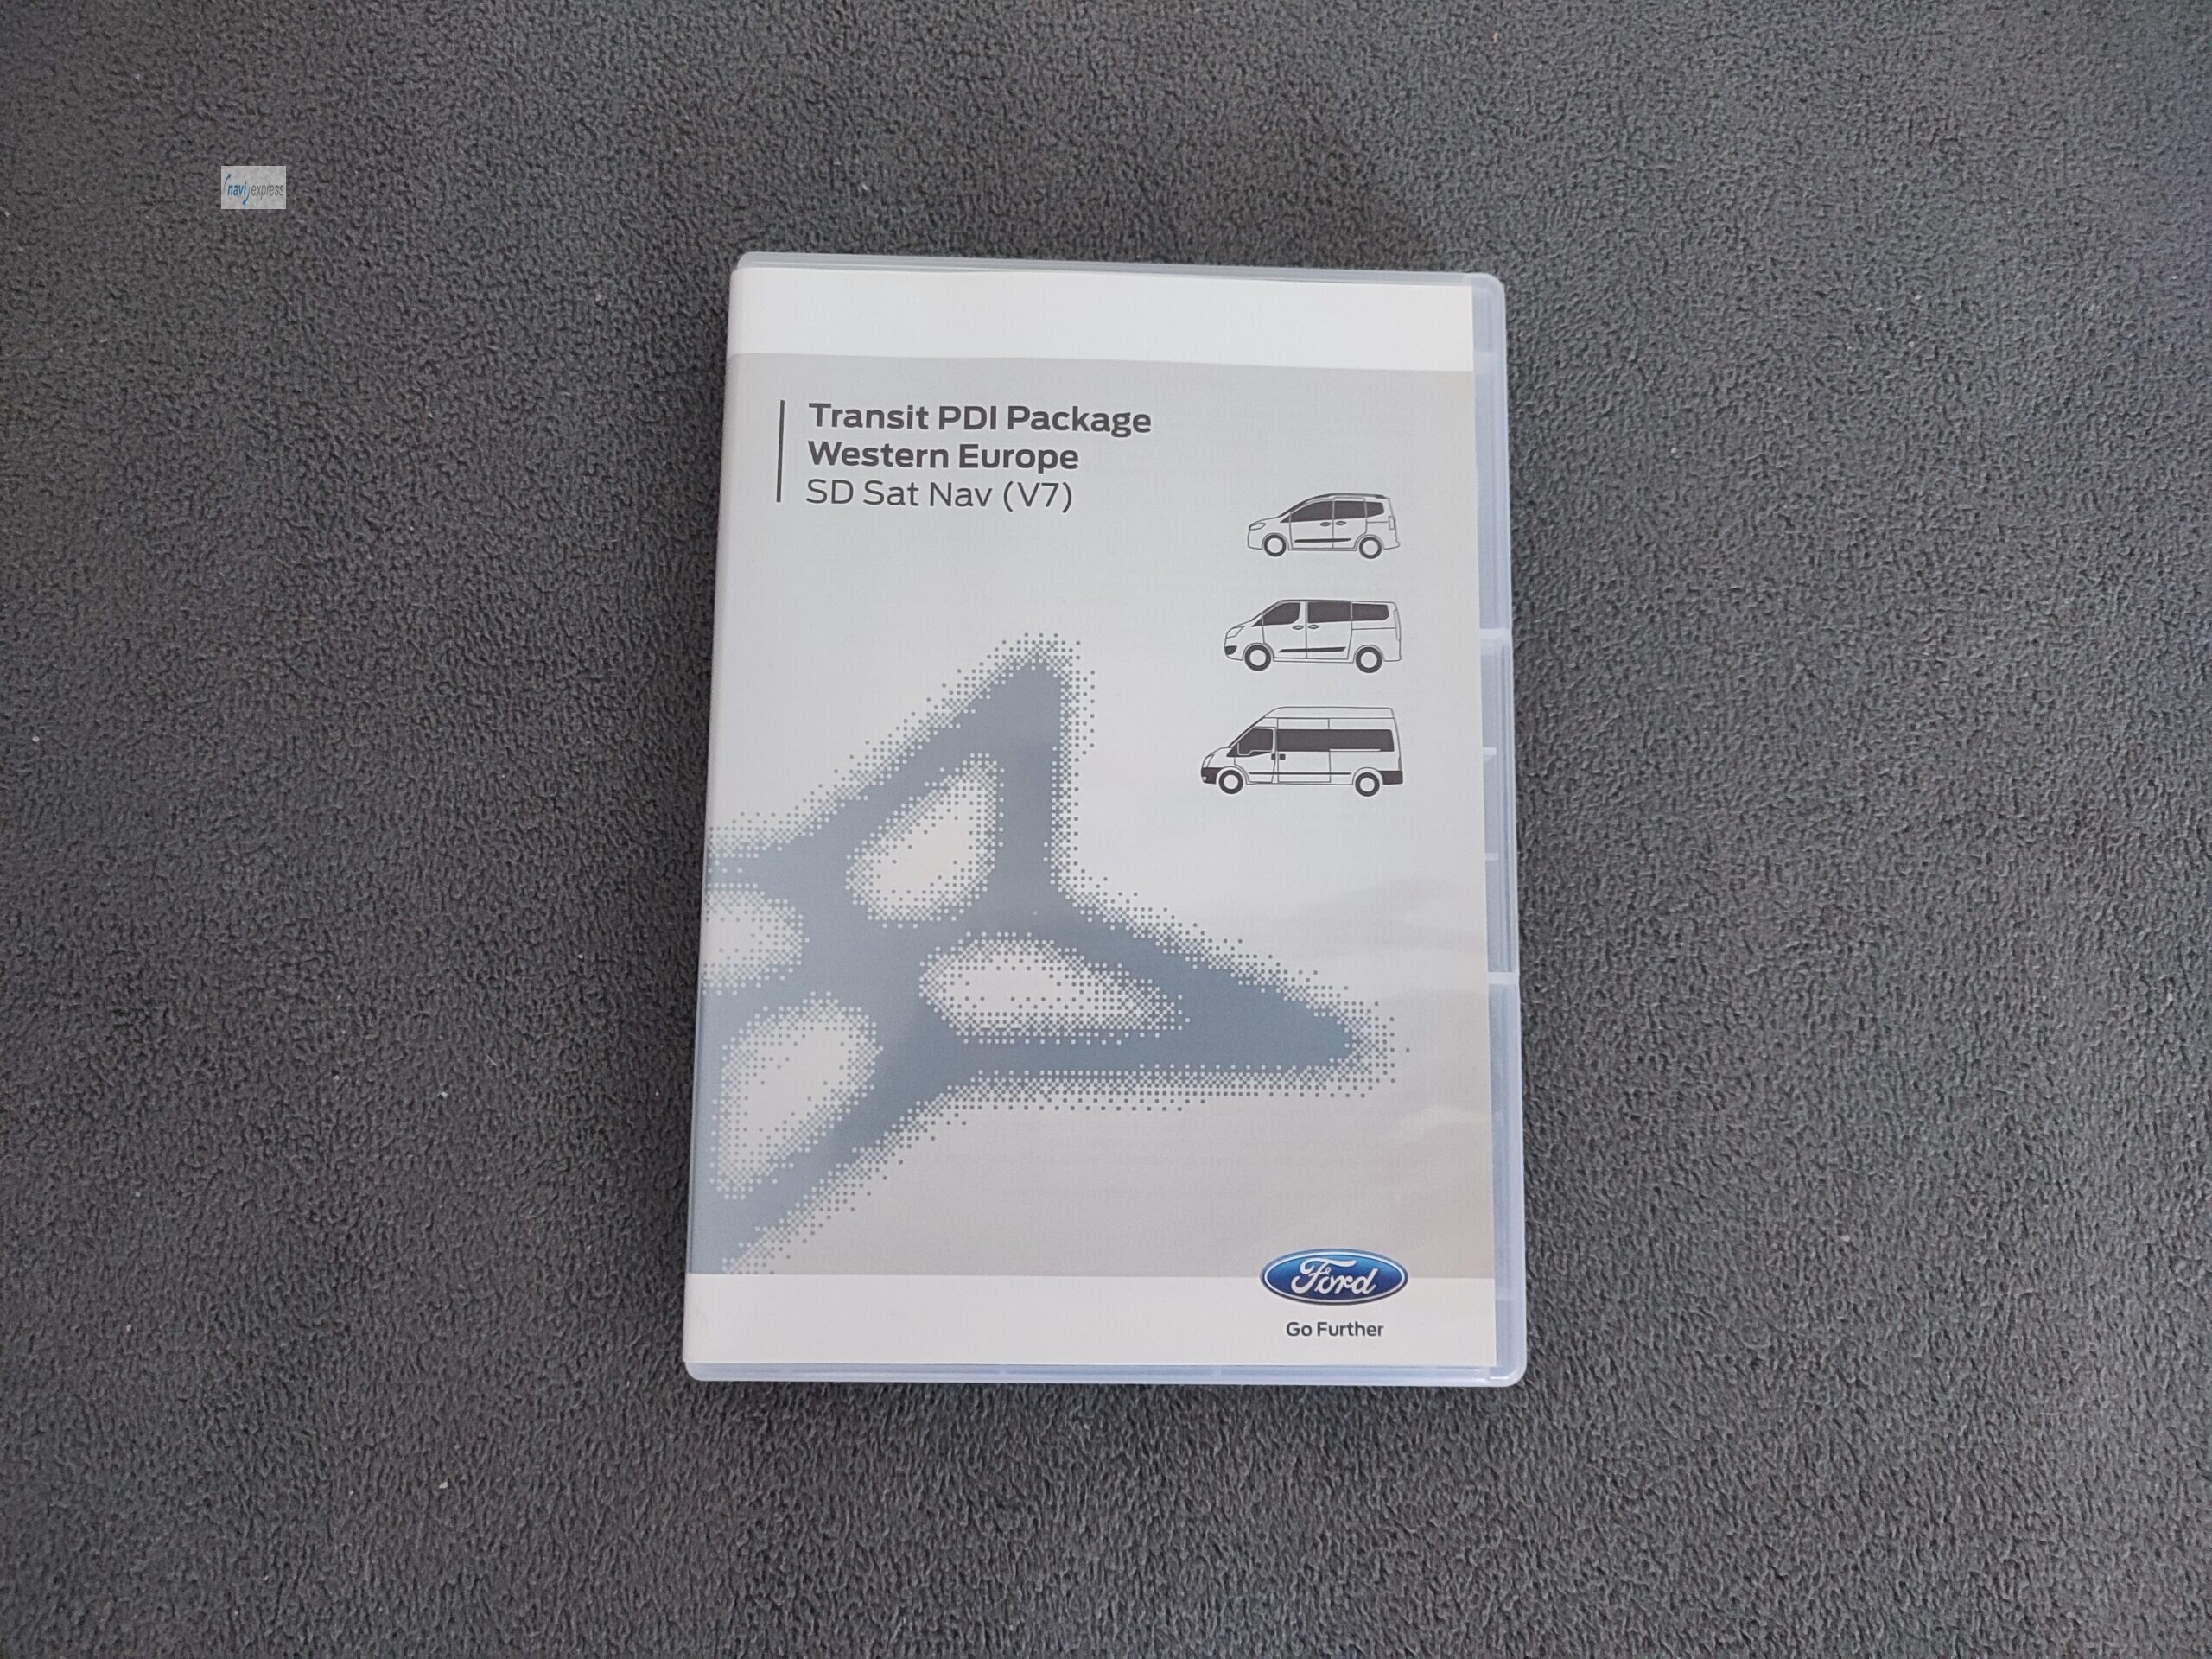 navi express
Transit PDI Package
Western Europe
SD Sat Nav (V7)
Ford
Go Further